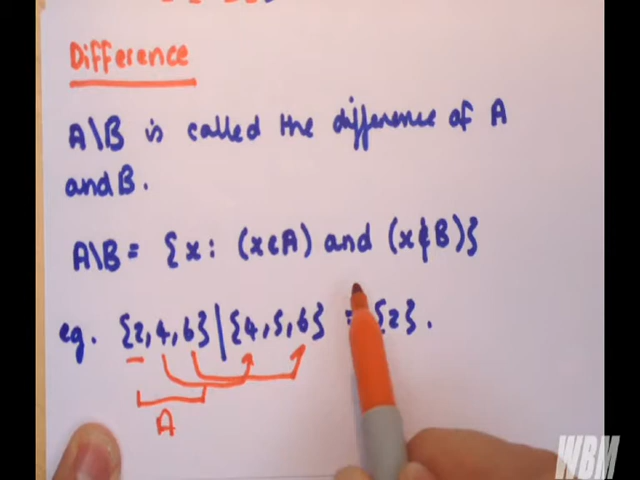 Difference
A\B is called the difference of A
and B.
A\B = {x: (x∈A) and (x∉B)}
eg. {2,4,6}|{4,5,6} = {2}.
A
WBM